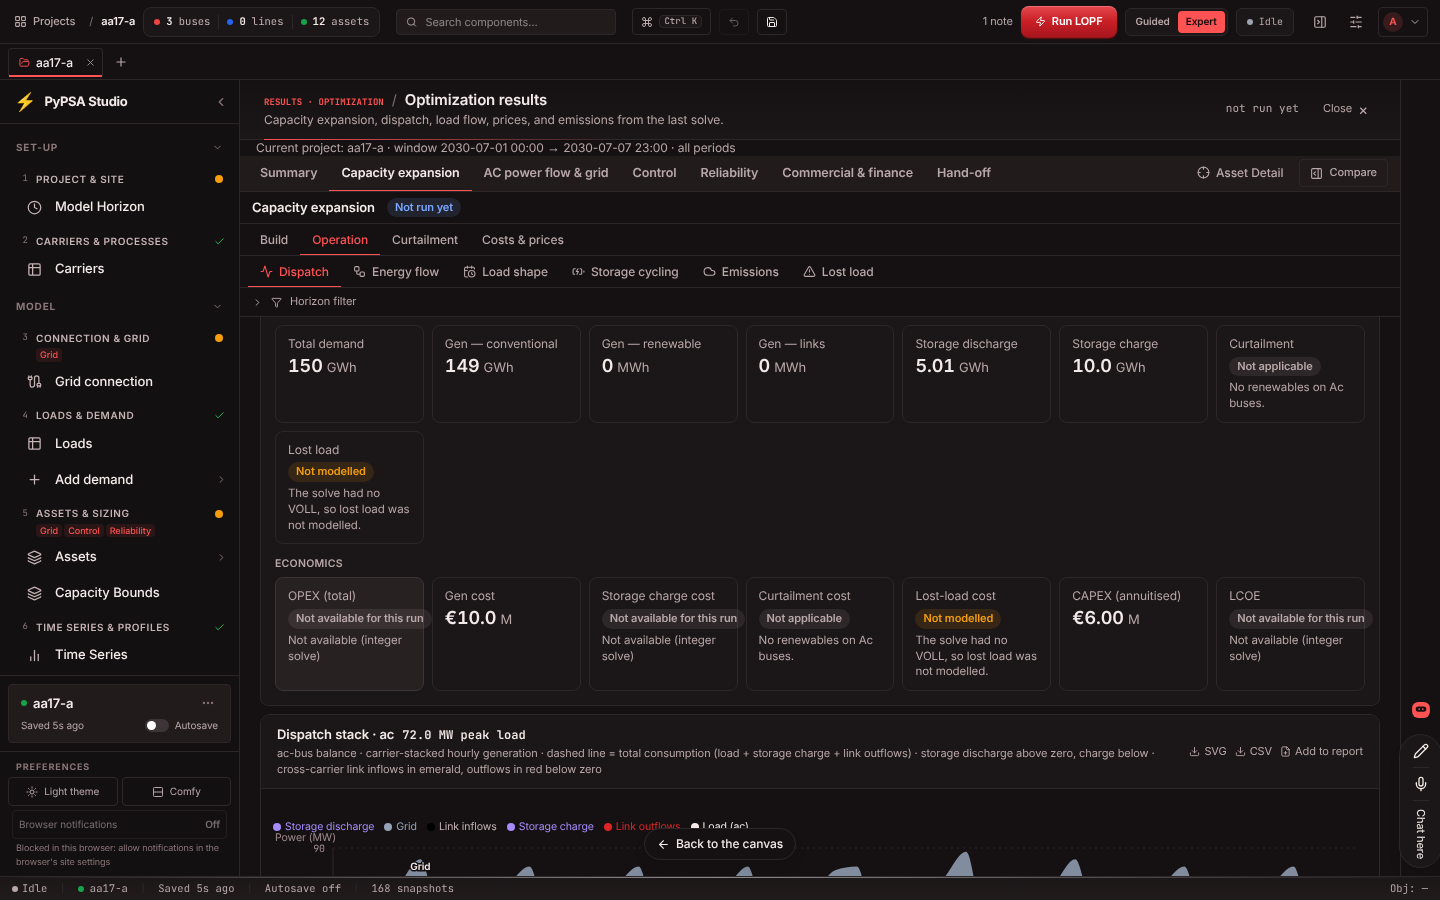 Projects / aa17-a 3 buses 0 lines 12 assets Search components... Ctrl K 1 note Run LOPF Guided Expert Idle A
aa17-a
PyPSA Studio
SET-UP
1 PROJECT & SITE
Model Horizon
2 CARRIERS & PROCESSES
Carriers
MODEL
3 CONNECTION & GRID
Grid
Grid connection
4 LOADS & DEMAND
Loads
Add demand
5 ASSETS & SIZING
Grid Control Reliability
Assets
Capacity Bounds
6 TIME SERIES & PROFILES
Time Series
aa17-a
Saved 5s ago Autosave
PREFERENCES
Light theme Comfy
Browser notifications Off
Blocked in this browser: allow notifications in the
browser's site settings
RESULTS · OPTIMIZATION / Optimization results
Capacity expansion, dispatch, load flow, prices, and emissions from the last solve.
not run yet Close
Current project: aa17-a · window 2030-07-01 00:00 → 2030-07-07 23:00 · all periods
Summary Capacity expansion AC power flow & grid Control Reliability Commercial & finance Hand-off Asset Detail Compare
Capacity expansion Not run yet
Build Operation Curtailment Costs & prices
Dispatch Energy flow Load shape Storage cycling Emissions Lost load
Horizon filter
Total demand
150 GWh
Gen — conventional
149 GWh
Gen — renewable
0 MWh
Gen — links
0 MWh
Storage discharge
5.01 GWh
Storage charge
10.0 GWh
Curtailment
Not applicable
No renewables on Ac
buses.
Lost load
Not modelled
The solve had no
VOLL, so lost load was
not modelled.
ECONOMICS
OPEX (total)
Not available for this run
Not available (integer
solve)
Gen cost
€10.0 M
Storage charge cost
Not available for this run
Not available (integer
solve)
Curtailment cost
Not applicable
No renewables on Ac
buses.
Lost-load cost
Not modelled
The solve had no
VOLL, so lost load was
not modelled.
CAPEX (annuitised)
€6.00 M
LCOE
Not available for this run
Not available (integer
solve)
Dispatch stack · ac 72.0 MW peak load
ac-bus balance · carrier-stacked hourly generation · dashed line = total consumption (load + storage charge + link outflows) · storage discharge above zero, charge below ·
cross-carrier link inflows in emerald, outflows in red below zero
SVG CSV Add to report
Storage discharge Grid Link inflows Storage charge Link outflows Load (ac)
Power (MW)
90
Grid
Back to the canvas
Chat here
Idle aa17-a Saved 5s ago Autosave off 168 snapshots Obj: —